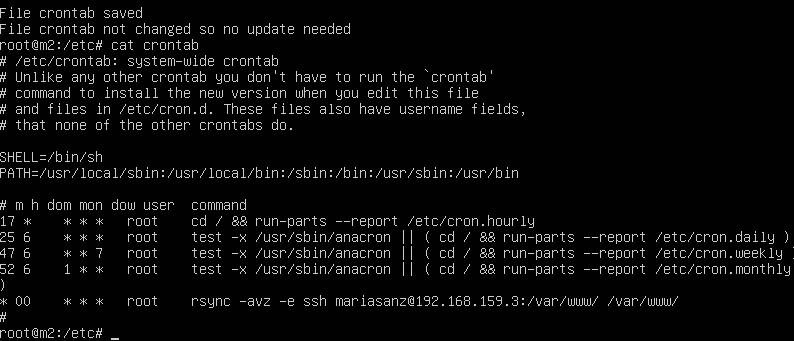 File crontab saved
File crontab not changed so no update needed
root@m2:/etc# cat crontab
# /etc/crontab: system-wide crontab
# Unlike any other crontab you don't have to run the `crontab'
# command to install the new version when you edit this file
# and files in /etc/cron.d. These files also have username fields,
# that none of the other crontabs do.

SHELL=/bin/sh
PATH=/usr/local/sbin:/usr/local/bin:/sbin:/bin:/usr/sbin:/usr/bin

# m h dom mon dow user  command
17 *    * * *   root    cd / && run-parts --report /etc/cron.hourly
25 6    * * *   root    test -x /usr/sbin/anacron || ( cd / && run-parts --report /etc/cron.daily )
47 6    * * 7   root    test -x /usr/sbin/anacron || ( cd / && run-parts --report /etc/cron.weekly )
52 6    1 * *   root    test -x /usr/sbin/anacron || ( cd / && run-parts --report /etc/cron.monthly
)
* 00    * * *   root    rsync -avz -e ssh mariasanz@192.168.159.3:/var/www/ /var/www/
#
root@m2:/etc# _